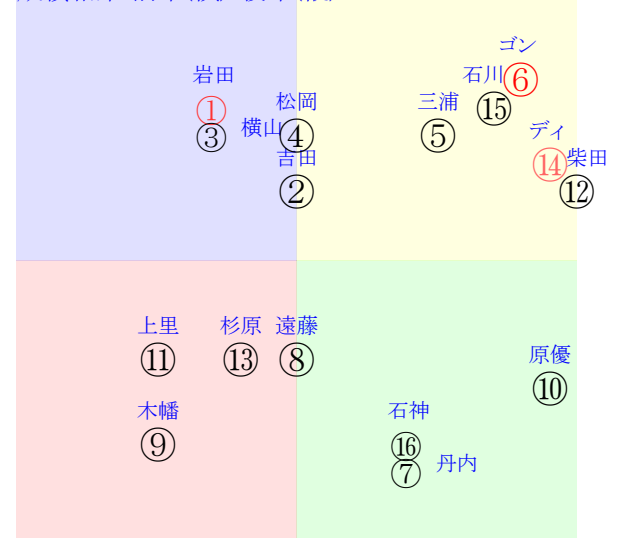 ゴン
岩田
石川⑥
①
松岡
三浦
⑮
③
横山④
⑤
ディ
吉田
⑭柴田
②
⑫
上里
杉原
遠藤
⑪
⑬
⑧
原優
⑩
木幡
石神
⑨
⑯
⑦
丹内